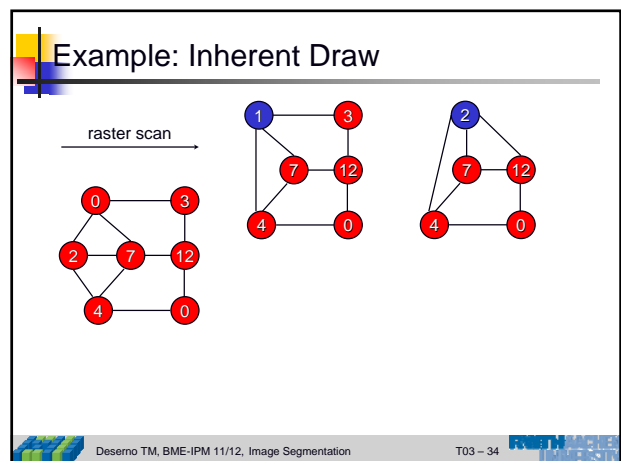 Example: Inherent Draw
raster scan
0 3
2 7 12
4 0
1 3
7 12
4 0
2
7 12
4 0
Deserno TM, BME-IPM 11/12, Image Segmentation
T03 – 34